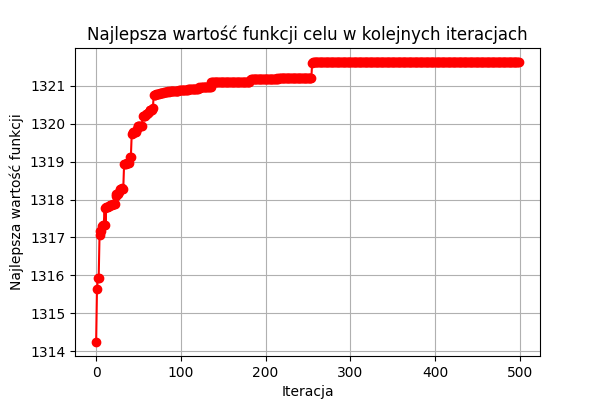 Najlepsza wartość funkcji celu w kolejnych iteracjach
Najlepsza wartość funkcji
1321
1320
1319
1318
1317
1316
1315
1314
0 100 200 300 400 500
Iteracja